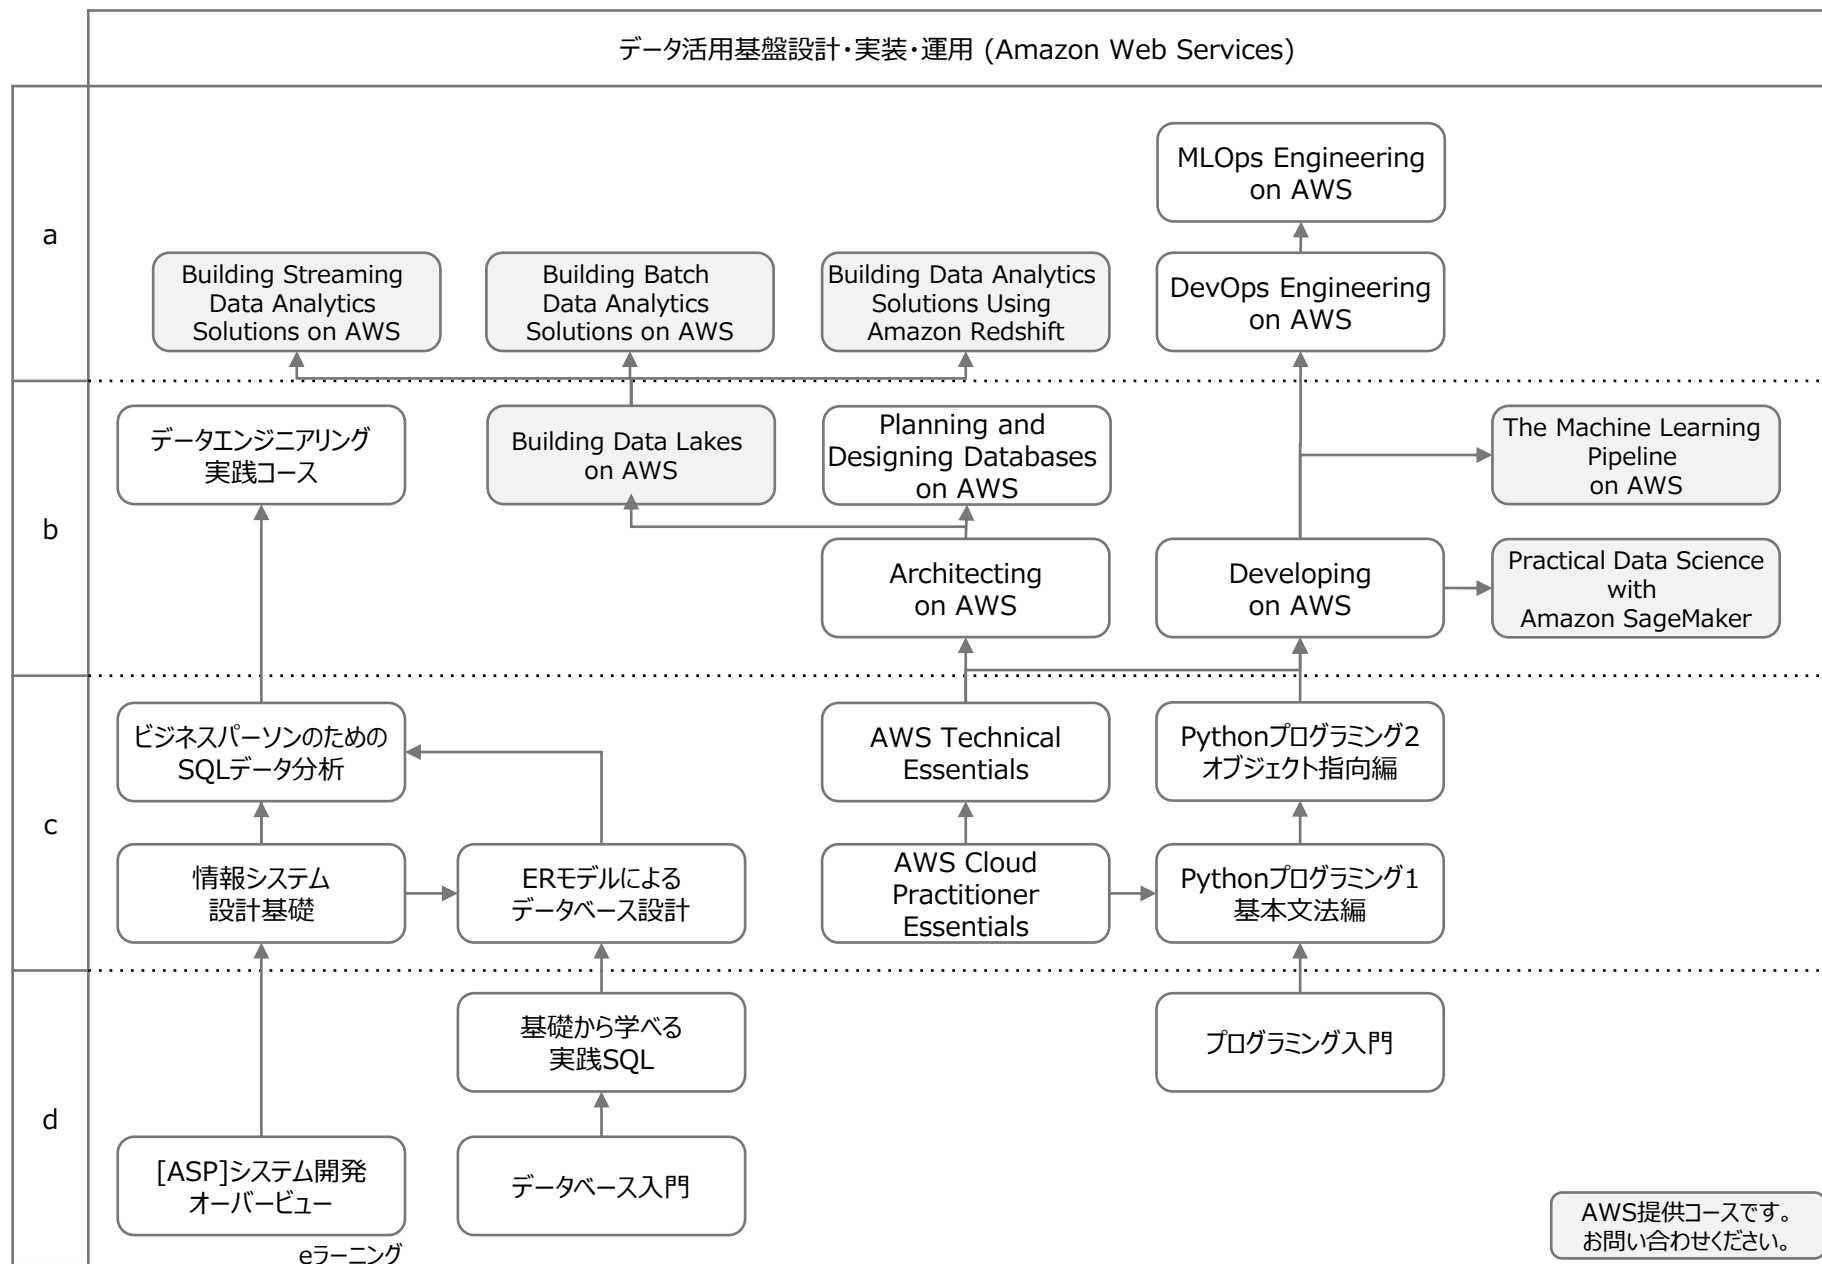 データ活用基盤設計・実装・運用 (Amazon Web Services)
a
MLOps Engineering
on AWS
Building Streaming
Data Analytics
Solutions on AWS
Building Batch
Data Analytics
Solutions on AWS
Building Data Analytics
Solutions Using
Amazon Redshift
DevOps Engineering
on AWS
b
データエンジニアリング
実践コース
Building Data Lakes
on AWS
Planning and
Designing Databases
on AWS
The Machine Learning
Pipeline
on AWS
Architecting
on AWS
Developing
on AWS
Practical Data Science
with
Amazon SageMaker
c
ビジネスパーソンのための
SQLデータ分析
AWS Technical
Essentials
Pythonプログラミング2
オブジェクト指向編
情報システム
設計基礎
ERモデルによる
データベース設計
AWS Cloud
Practitioner
Essentials
Pythonプログラミング1
基本文法編
d
基礎から学べる
実践SQL
プログラミング入門
[ASP]システム開発
オーバービュー
eラーニング
データベース入門
AWS提供コースです。
お問い合わせください。